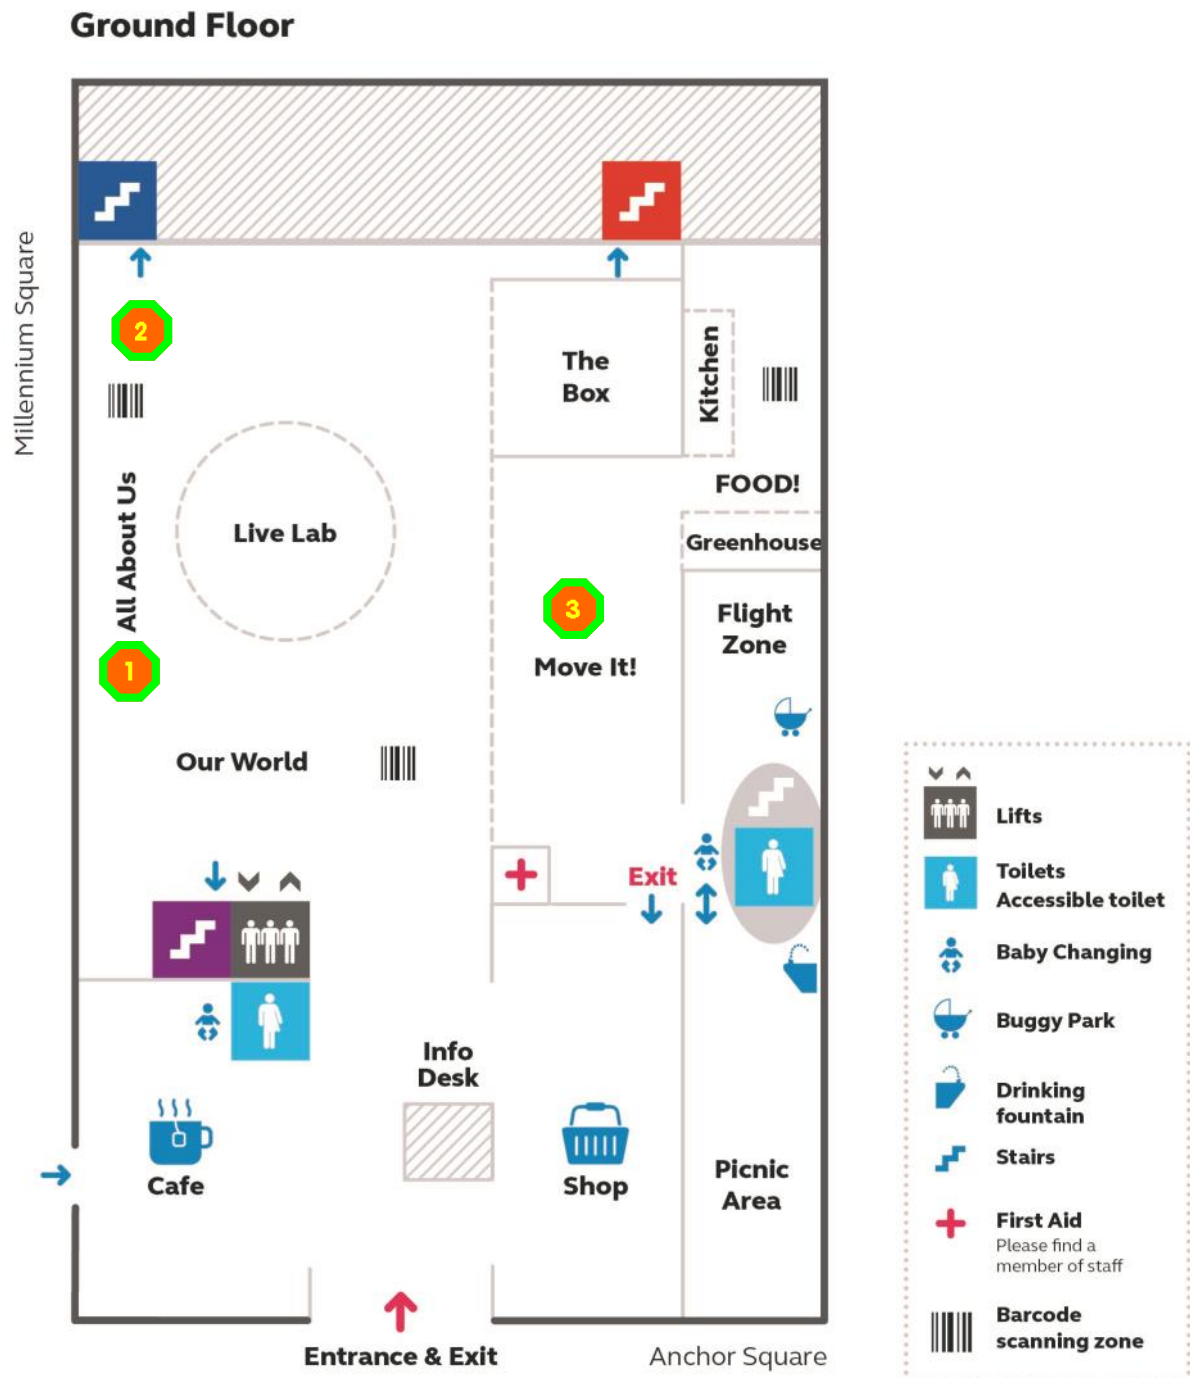 Ground Floor
Millennium Square
2
The
Box
Kitchen
All About Us
Live Lab
FOOD!
Greenhouse
3
Flight
Zone
Move It!
1
Our World
Exit
Info
Desk
Cafe
Shop
Picnic
Area
Entrance & Exit
Anchor Square
Lifts
Toilets
Accessible toilet
Baby Changing
Buggy Park
Drinking
fountain
Stairs
First Aid
Please find a
member of staff
Barcode
scanning zone